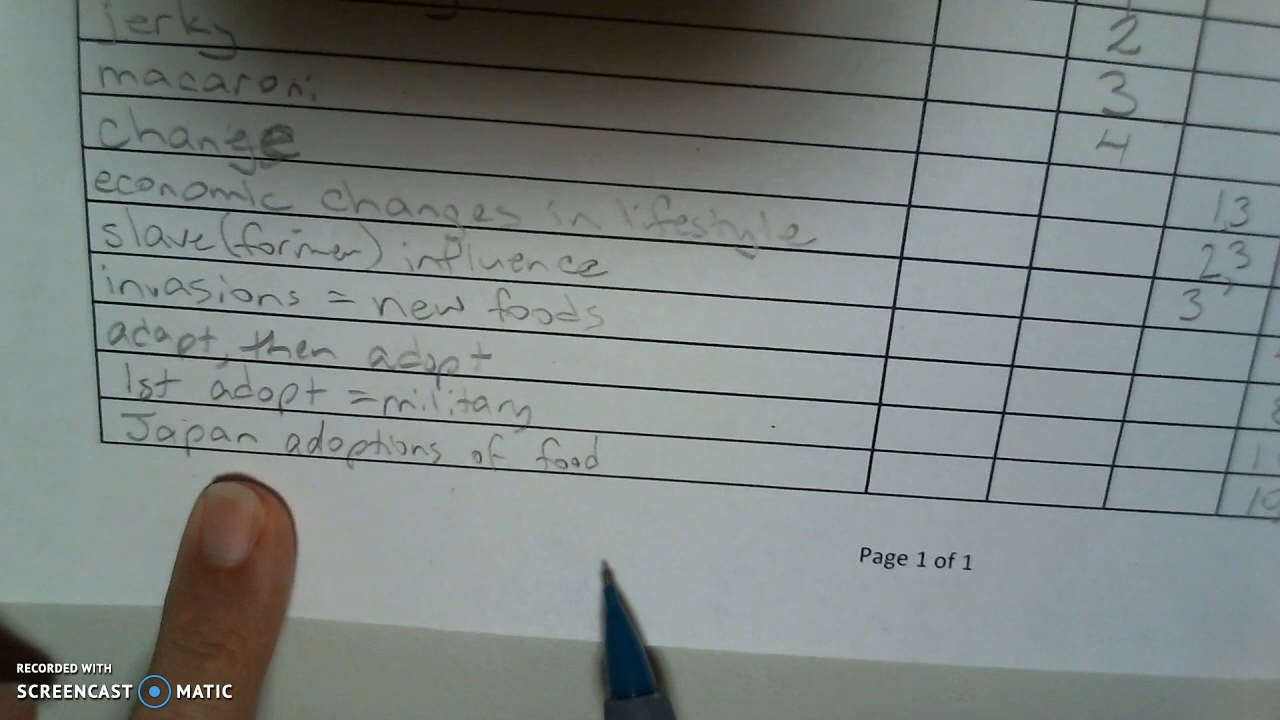 jerky 2
macaroni 3
change 4
economic changes in lifestyle 1,3
slave (former) influence 2,3
invasions = new foods 3
adapt, then adopt
1st adopt = military 8
Japan adoptions of food
Page 1 of 1
RECORDED WITH
SCREENCAST MATIC